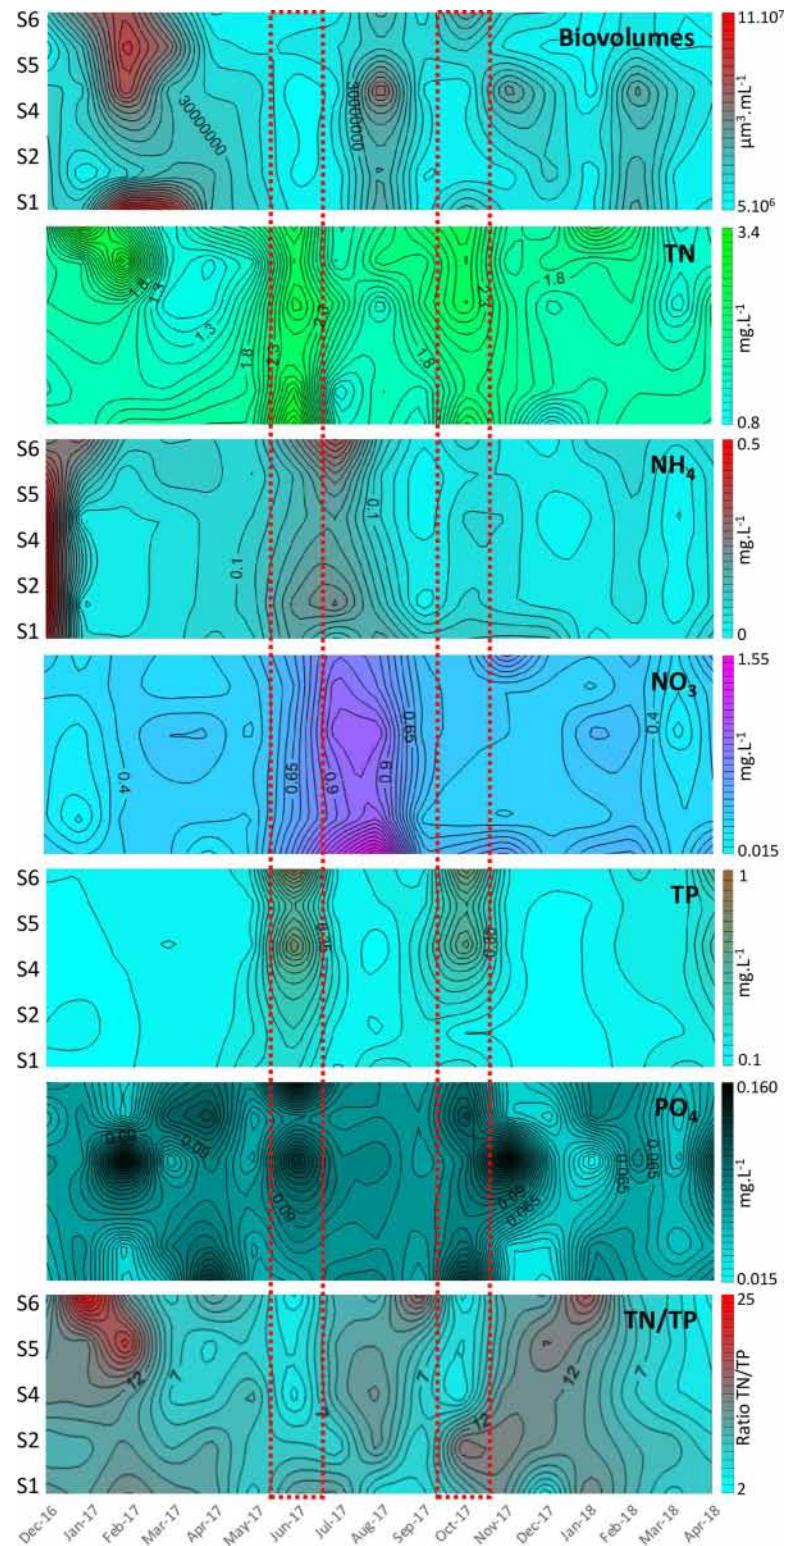 S6
S5
S4
S2
S1
Biovolumes
30000000
30000000
11.10⁷
µm³.mL⁻¹
5.10⁶
TN
1.8
1.3
1.3
1.8
2.3
1.8
2.3
1.8
3.4
mg.L⁻¹
0.8
S6
S5
S4
S2
S1
NH₄
0.1
0.1
0.5
mg.L⁻¹
0
NO₃
0.4
0.65
0.9
0.9
0.65
0.4
1.55
mg.L⁻¹
0.015
S6
S5
S4
S2
S1
TP
1
mg.L⁻¹
0.1
PO₄
0.09
0.09
0.09
0.09
0.065
0.065
0.065
0.160
mg.L⁻¹
0.015
S6
S5
S4
S2
S1
TN/TP
12
7
12
12
7
25
Ratio TN/TP
2
Dec-16 Jan-17 Feb-17 Mar-17 Apr-17 May-17 Jun-17 Jul-17 Aug-17 Sep-17 Oct-17 Nov-17 Dec-17 Jan-18 Feb-18 Mar-18 Apr-18